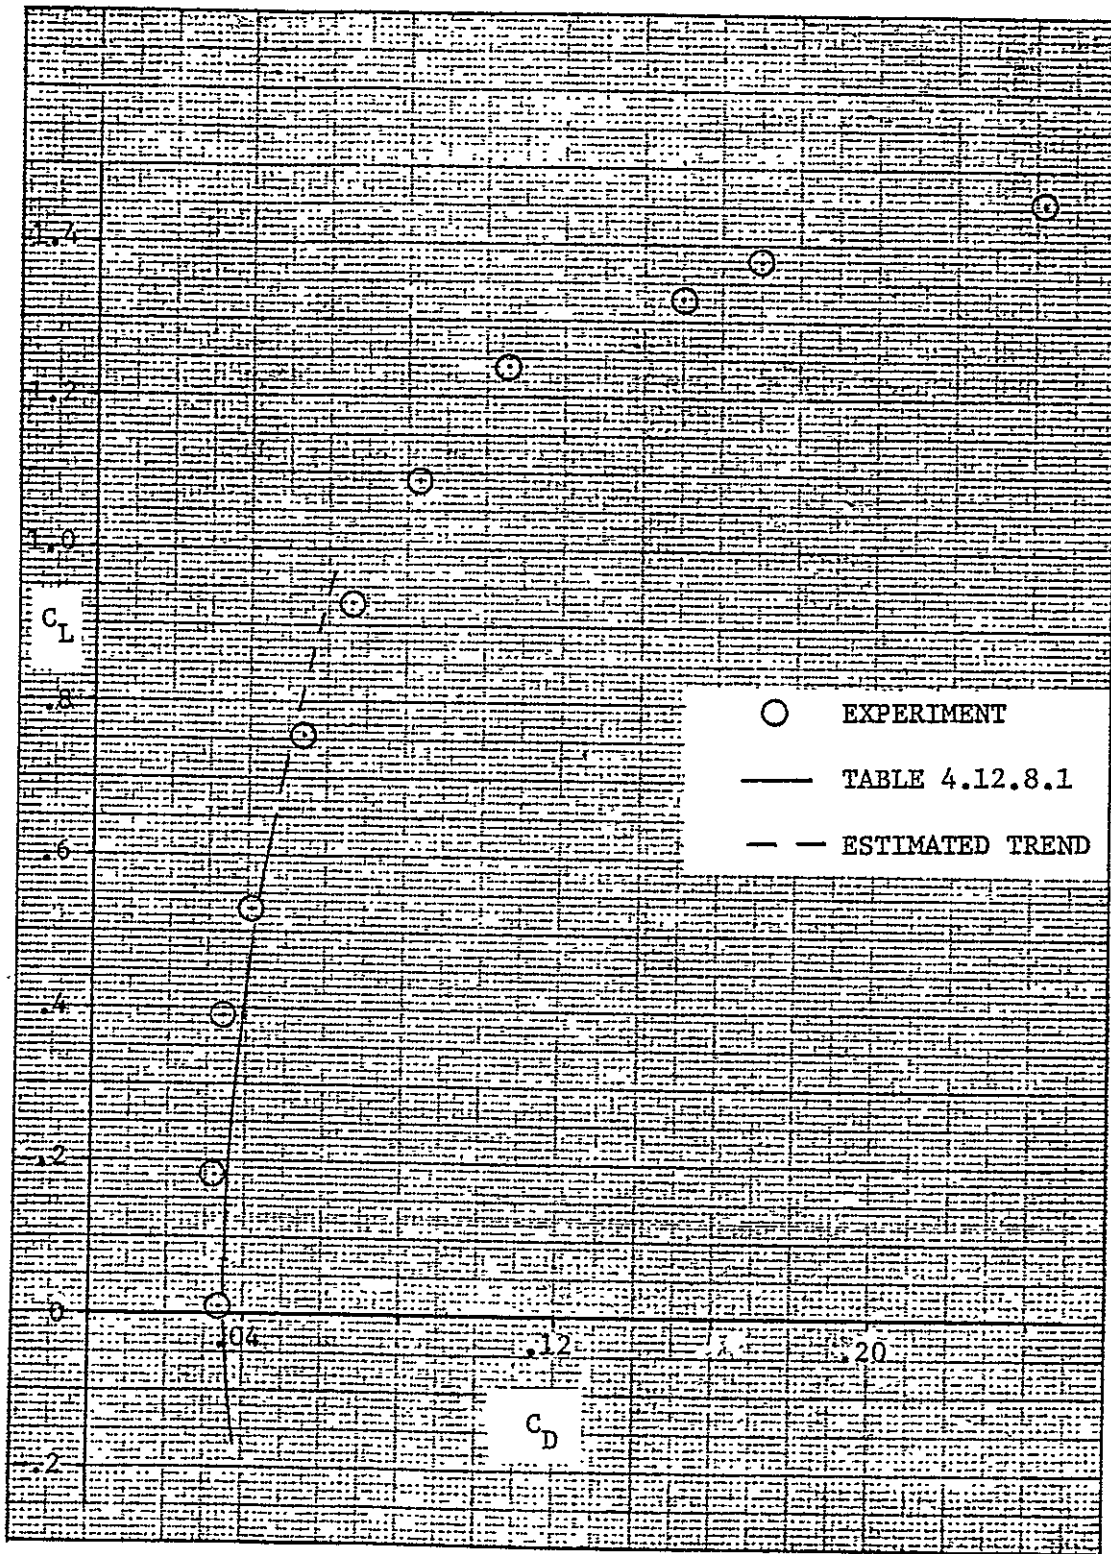 1.4
1.2
1.0
C_L
.8
○ EXPERIMENT
—— TABLE 4.12.8.1
— — ESTIMATED TREND
.6
.4
.2
0
.04
.12
.20
C_D
.2